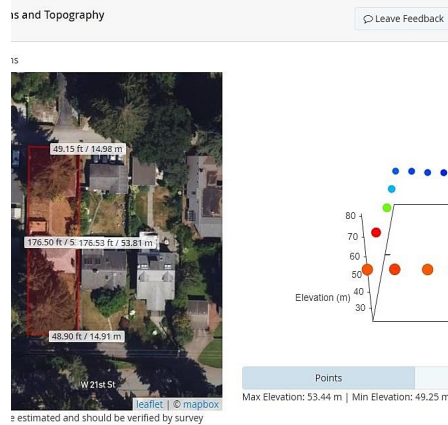 ns and Topography
Leave Feedback
ns
49.15 ft / 14.98 m
176.50 ft / 5
176.53 ft / 53.81 m
48.90 ft / 14.91 m
W 21st St
leaflet | © mapbox
e estimated and should be verified by survey
80
70
60
50
40
30
Elevation (m)
Points
Max Elevation: 53.44 m | Min Elevation: 49.25 m